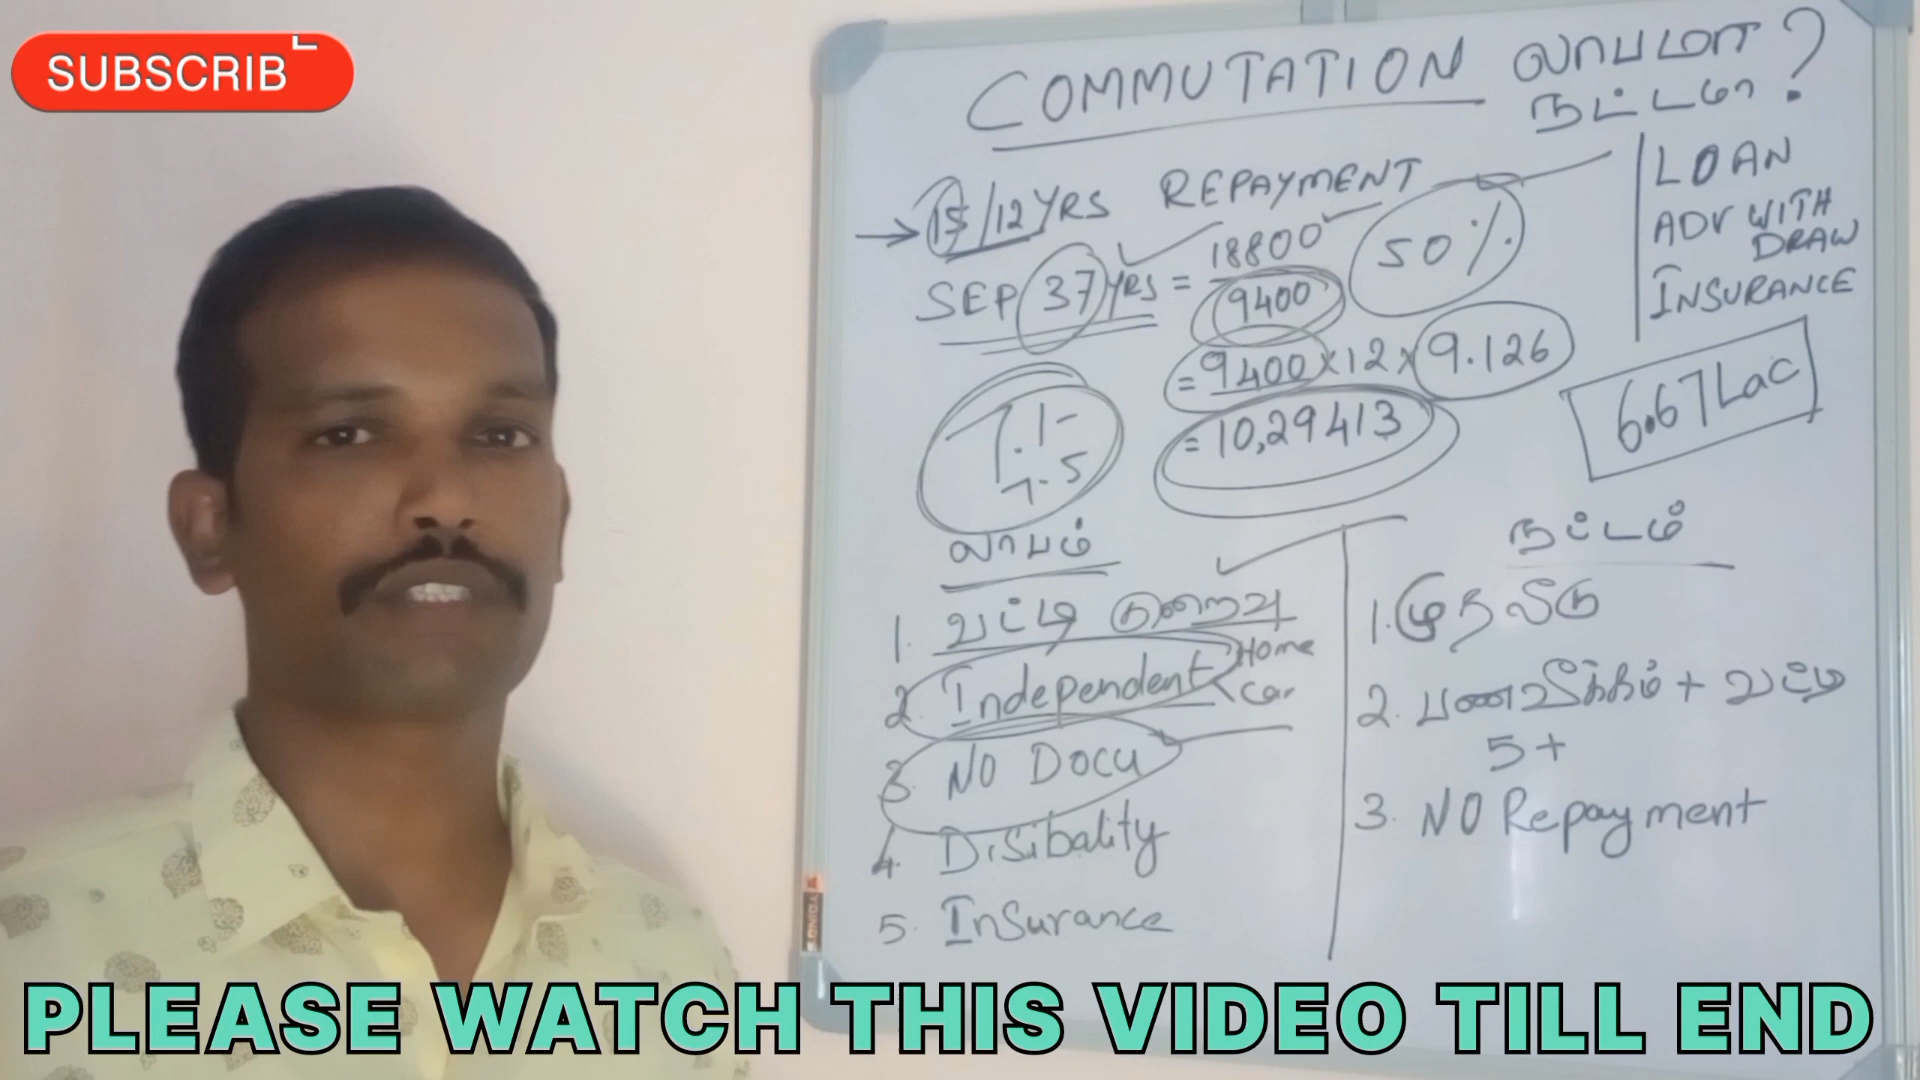 SUBSCRIB
COMMUTATION லாபமா
நட்டமா ?
→ 15/12 YRS REPAYMENT
50%
SEP 37 YRS = 18800
9400
= 9400 × 12 × 9.126
= 10,29413
7.1-
7.5
LOAN
ADV WITH
DRAW
INSURANCE
6.67 Lac
லாபம்
1. வட்டி குறைவு
2. Independent Home
Car
3. NO DOCU
4. Disibality
5. Insurance
நட்டம்
1. முதலீடு
2. பணவீக்கம் + வட்டி
5+
3. NO Repayment
PLEASE WATCH THIS VIDEO TILL END